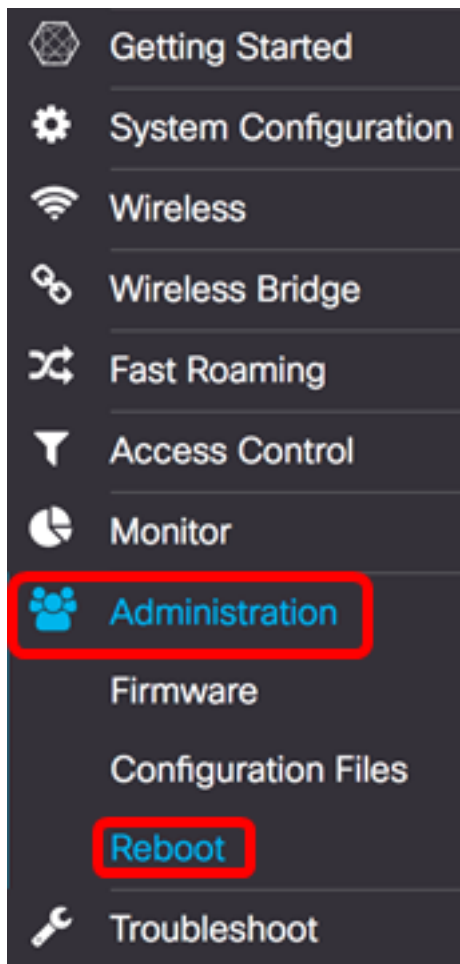 Getting Started
System Configuration
Wireless
Wireless Bridge
Fast Roaming
Access Control
Monitor
Administration
Firmware
Configuration Files
Reboot
Troubleshoot